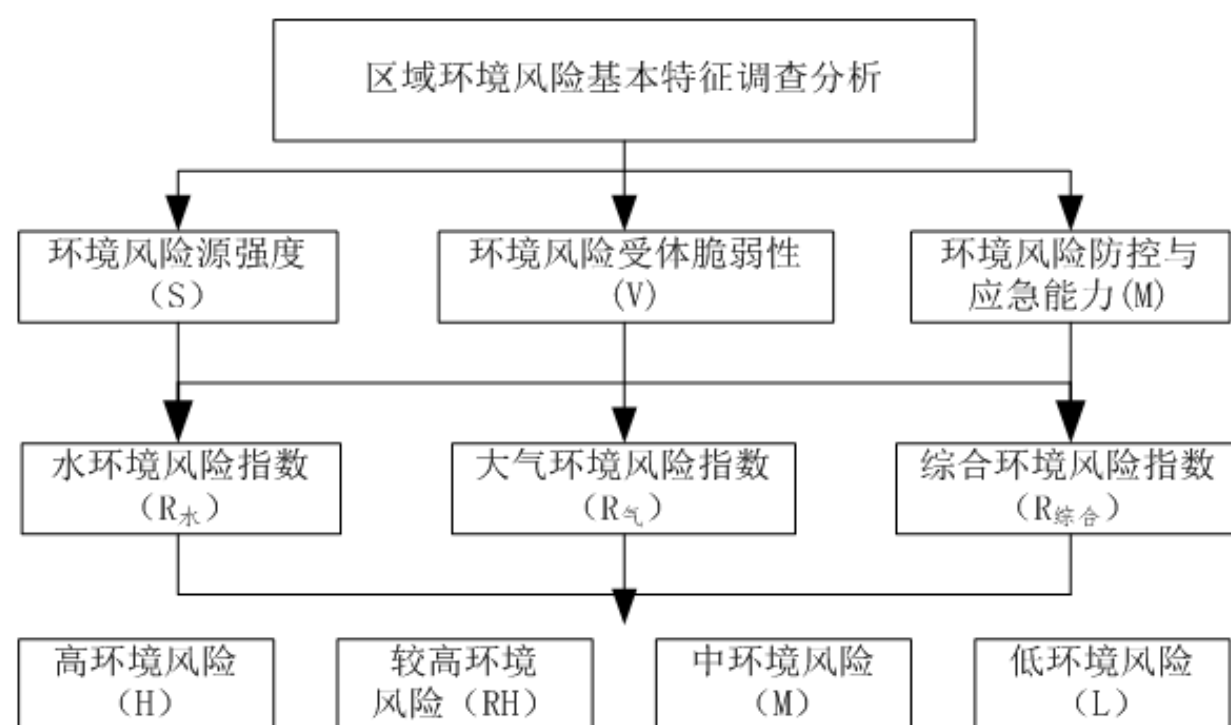 区域环境风险基本特征调查分析
环境风险源强度
（S）
环境风险受体脆弱性
(V)
环境风险防控与
应急能力(M)
水环境风险指数
（R水）
大气环境风险指数
（R气）
综合环境风险指数
（R综合）
高环境风险
（H）
较高环境
风险（RH）
中环境风险
（M）
低环境风险
（L）